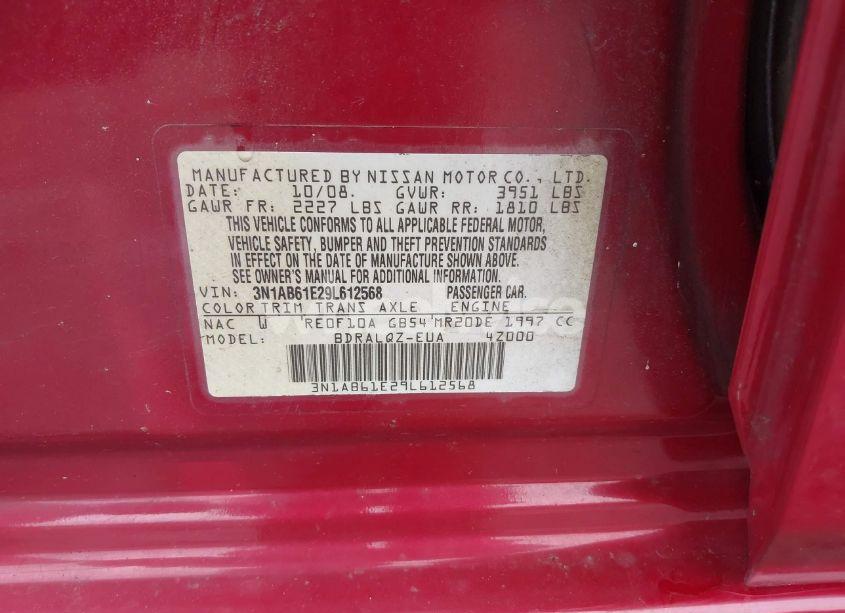 MANUFACTURED BY NISSAN MOTOR CO., LTD.
DATE: 10/08. GVWR: 3951 LBS
GAWR FR: 2227 LBS GAWR RR: 1810 LBS
THIS VEHICLE CONFORMS TO ALL APPLICABLE FEDERAL MOTOR,
VEHICLE SAFETY, BUMPER AND THEFT PREVENTION STANDARDS
IN EFFECT ON THE DATE OF MANUFACTURE SHOWN ABOVE.
SEE OWNER'S MANUAL FOR ADDITIONAL INFORMATION.
VIN: 3N1AB61E29L612568 PASSENGER CAR.
COLOR TRIM TRANS AXLE ENGINE
NAC W RE0F10A GB54 MR20DE 1997 CC
MODEL: BDRALQZ-EUA 4Z000
3N1AB61E29L612568